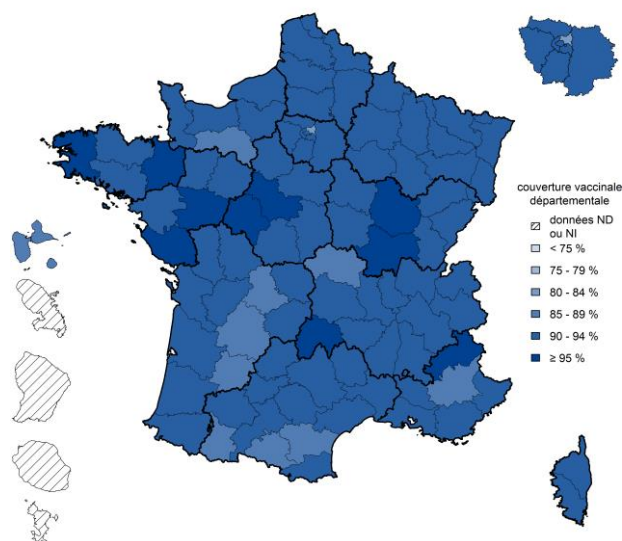 couverture vaccinale
départementale
données ND
ou NI
< 75 %
75 - 79 %
80 - 84 %
85 - 89 %
90 - 94 %
≥ 95 %